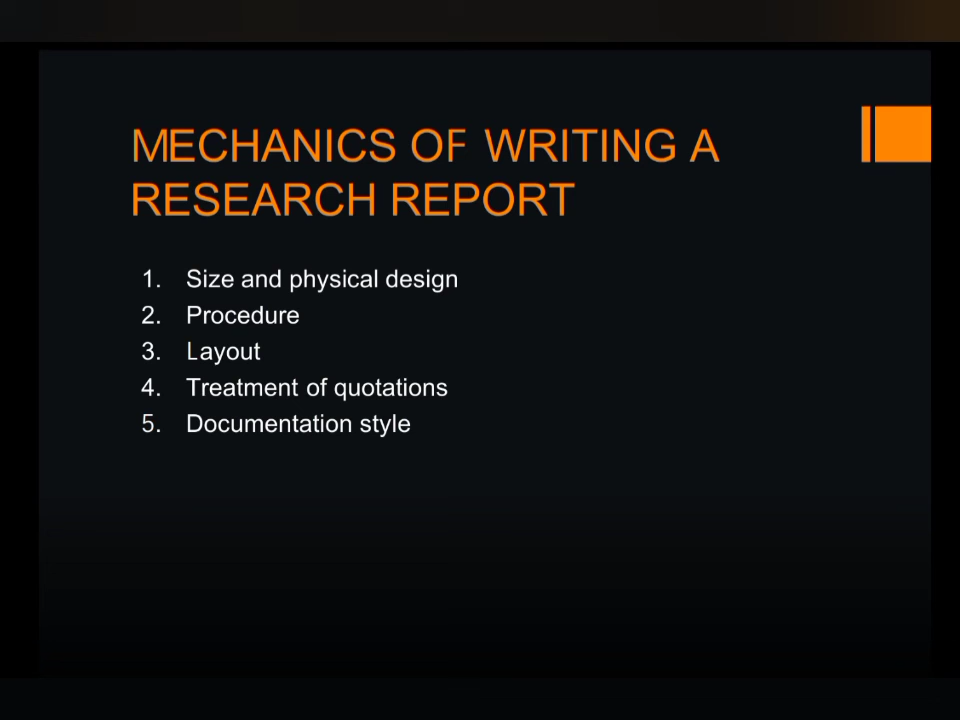 MECHANICS OF WRITING A
RESEARCH REPORT
1. Size and physical design
2. Procedure
3. Layout
4. Treatment of quotations
5. Documentation style